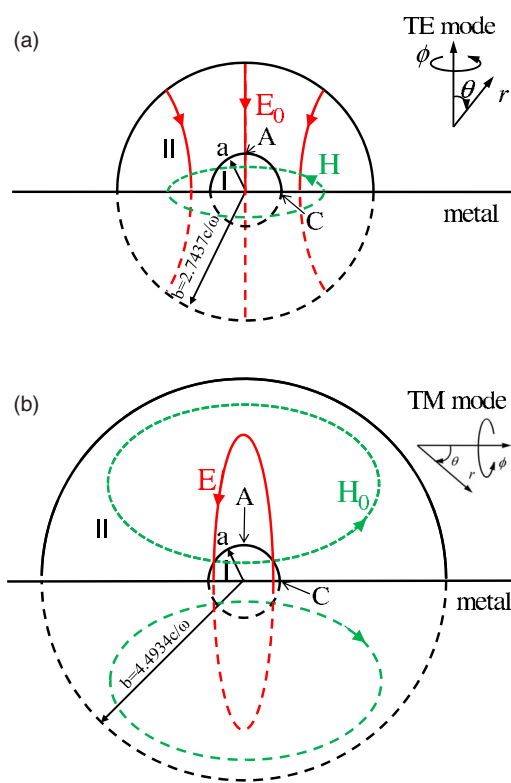 (a)
TE mode
ϕ
θ
r
E₀
A
II
a
I
H
metal
C
b=2.7437c/ω
(b)
TM mode
θ
r
ϕ
E
A
H₀
II
a
I
C
metal
b=4.4934c/ω